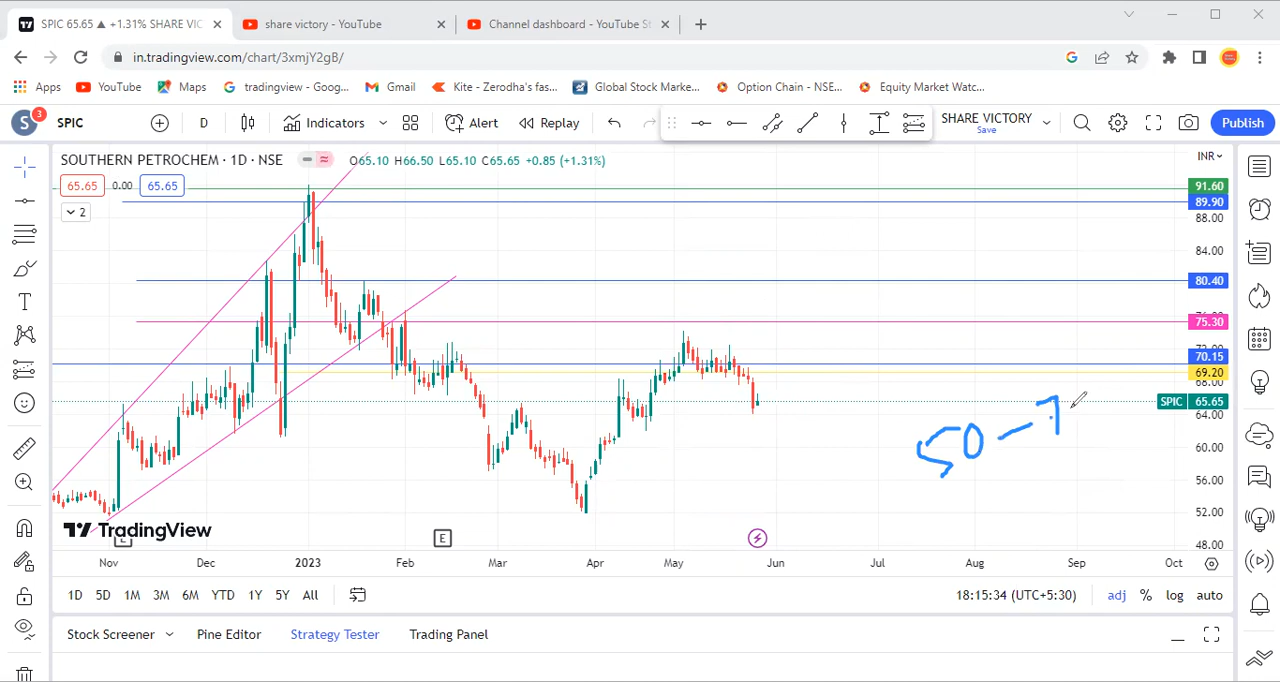 SPIC 65.65 ▲ +1.31% SHARE VIC
share victory - YouTube
Channel dashboard - YouTube St
in.tradingview.com/chart/3xmjY2gB/
Apps YouTube Maps tradingview - Goog... Gmail Kite - Zerodha's fas... Global Stock Marke... Option Chain - NSE... Equity Market Watc...
S 3 SPIC D Indicators Alert Replay SHARE VICTORY Save Publish
SOUTHERN PETROCHEM · 1D · NSE O65.10 H66.50 L65.10 C65.65 +0.85 (+1.31%) INR
65.65 0.00 65.65
2
91.60
89.90
88.00
84.00
80.40
75.30
72.00
70.15
69.20
68.00
SPIC 65.65
64.00
60.00
56.00
52.00
48.00
50 - 7
TradingView
E E
Nov Dec 2023 Feb Mar Apr May Jun Jul Aug Sep Oct
1D 5D 1M 3M 6M YTD 1Y 5Y All 18:15:34 (UTC+5:30) adj % log auto
Stock Screener Pine Editor Strategy Tester Trading Panel